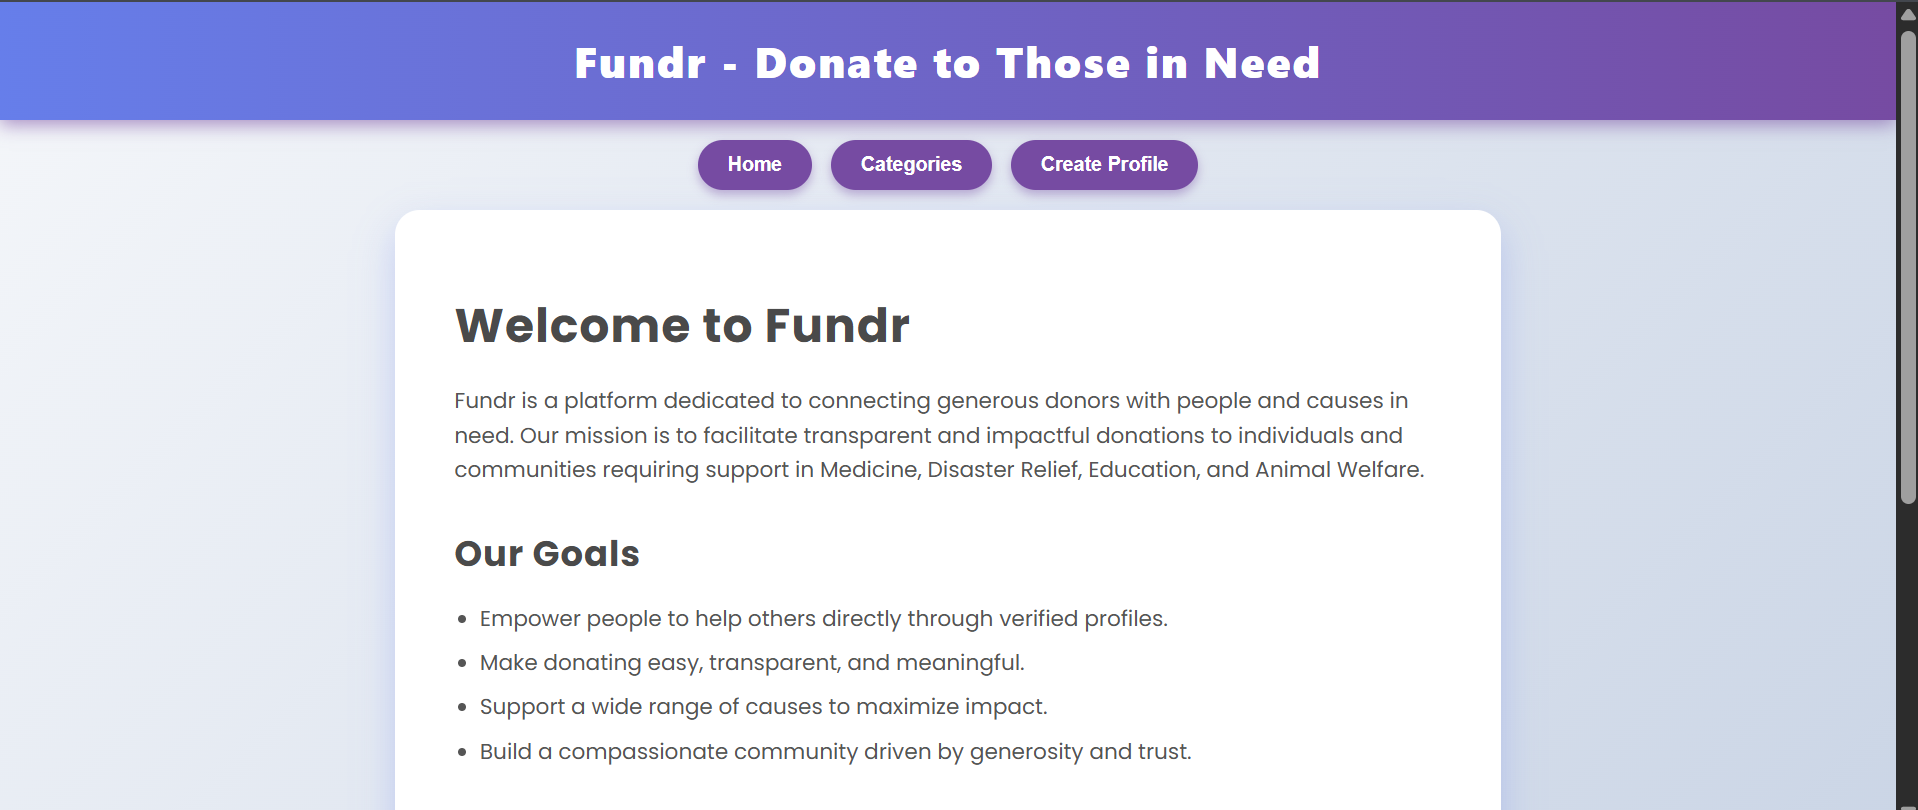 Fundr - Donate to Those in Need
Home Categories Create Profile
Welcome to Fundr
Fundr is a platform dedicated to connecting generous donors with people and causes in
need. Our mission is to facilitate transparent and impactful donations to individuals and
communities requiring support in Medicine, Disaster Relief, Education, and Animal Welfare.
Our Goals
• Empower people to help others directly through verified profiles.
• Make donating easy, transparent, and meaningful.
• Support a wide range of causes to maximize impact.
• Build a compassionate community driven by generosity and trust.